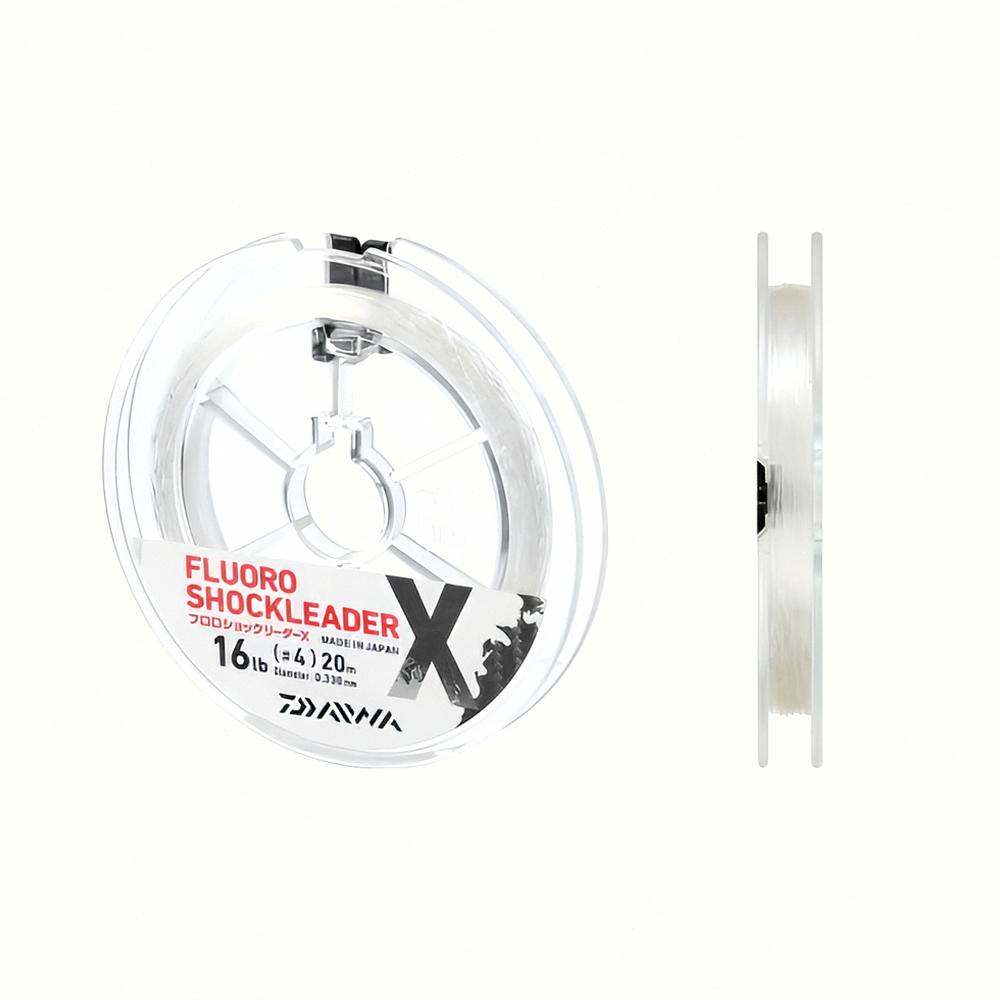 FLUORO
SHOCKLEADER X
フロロショックリーダーX MADE IN JAPAN
16lb (#4) 20m
Diameter 0.330mm
DAIWA